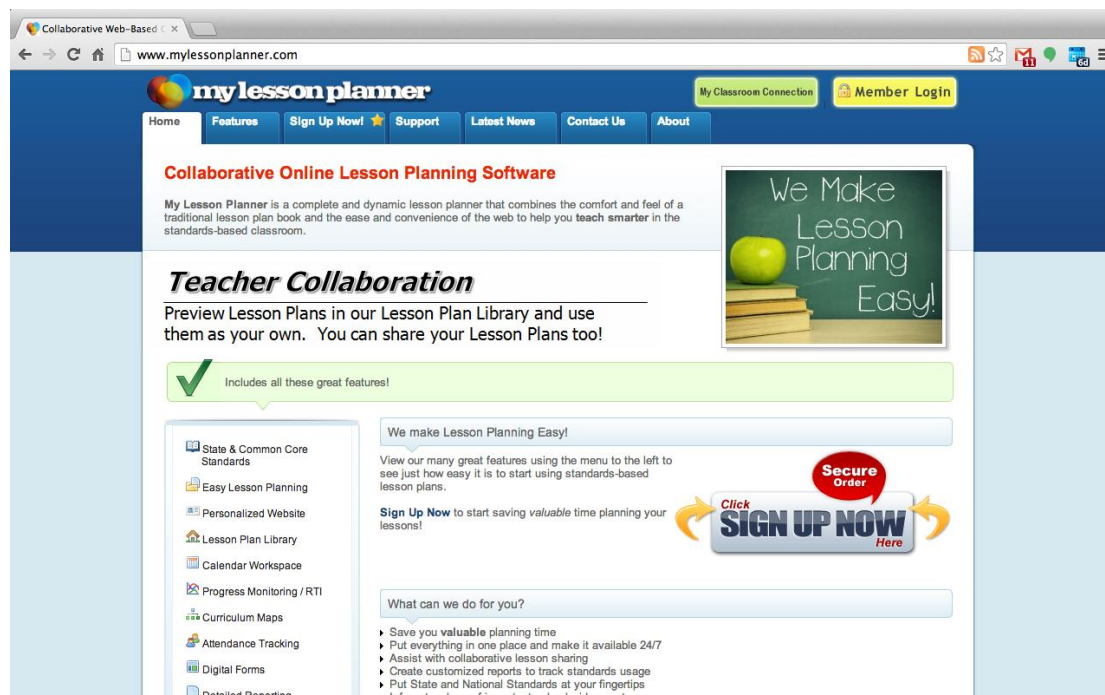 Collaborative Web-Based C
www.mylessonplanner.com
11
6d
my lesson planner
My Classroom Connection
Member Login
Home
Features
Sign Up Now!
Support
Latest News
Contact Us
About
Collaborative Online Lesson Planning Software
My Lesson Planner is a complete and dynamic lesson planner that combines the comfort and feel of a
traditional lesson plan book and the ease and convenience of the web to help you teach smarter in the
standards-based classroom.
We Make
Lesson
Planning
Easy!
Teacher Collaboration
Preview Lesson Plans in our Lesson Plan Library and use
them as your own. You can share your Lesson Plans too!
Includes all these great features!
State & Common Core
Standards
Easy Lesson Planning
Personalized Website
Lesson Plan Library
Calendar Workspace
Progress Monitoring / RTI
Curriculum Maps
Attendance Tracking
Digital Forms
Detailed Reporting
We make Lesson Planning Easy!
View our many great features using the menu to the left to
see just how easy it is to start using standards-based
lesson plans.
Sign Up Now to start saving valuable time planning your
lessons!
Secure
Order
Click
SIGN UP NOW
Here
What can we do for you?
Save you valuable planning time
Put everything in one place and make it available 24/7
Assist with collaborative lesson sharing
Create customized reports to track standards usage
Put State and National Standards at your fingertips